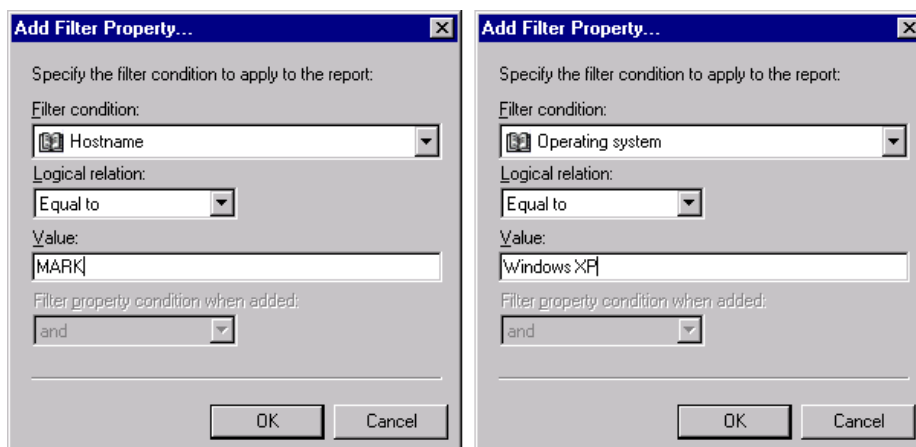 Add Filter Property...
Specify the filter condition to apply to the report:
Filter condition:
Hostname
Logical relation:
Equal to
Value:
MARK
Filter property condition when added:
and
OK Cancel
Add Filter Property...
Specify the filter condition to apply to the report:
Filter condition:
Operating system
Logical relation:
Equal to
Value:
Windows XP
Filter property condition when added:
and
OK Cancel